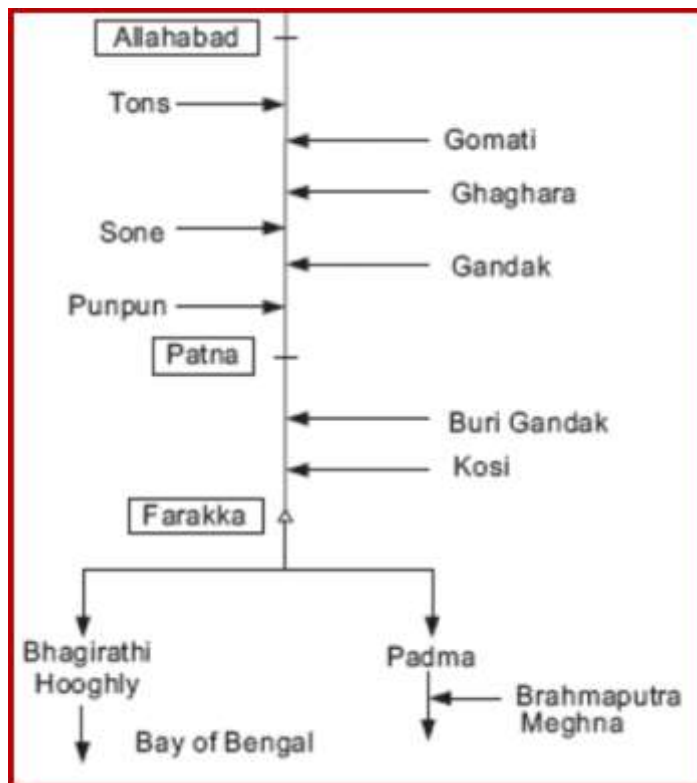 Allahabad
Tons
Gomati
Ghaghara
Sone
Gandak
Punpun
Patna
Buri Gandak
Kosi
Farakka
Bhagirathi
Hooghly
Padma
Brahmaputra
Meghna
Bay of Bengal